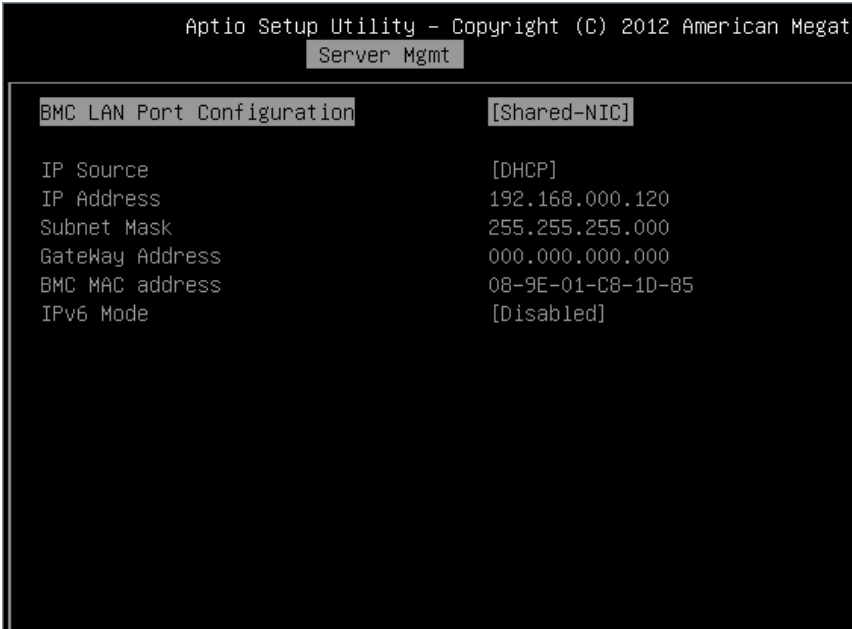 Aptio Setup Utility – Copyright (C) 2012 American Megat
Server Mgmt
BMC LAN Port Configuration [Shared-NIC]
IP Source [DHCP]
IP Address 192.168.000.120
Subnet Mask 255.255.255.000
GateWay Address 000.000.000.000
BMC MAC address 08-9E-01-C8-1D-85
IPv6 Mode [Disabled]